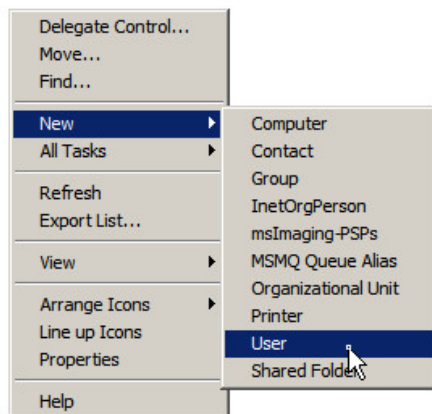 Delegate Control...
Move...
Find...
New
All Tasks
Refresh
Export List...
View
Arrange Icons
Line up Icons
Properties
Help
Computer
Contact
Group
InetOrgPerson
msImaging-PSPs
MSMQ Queue Alias
Organizational Unit
Printer
User
Shared Folder